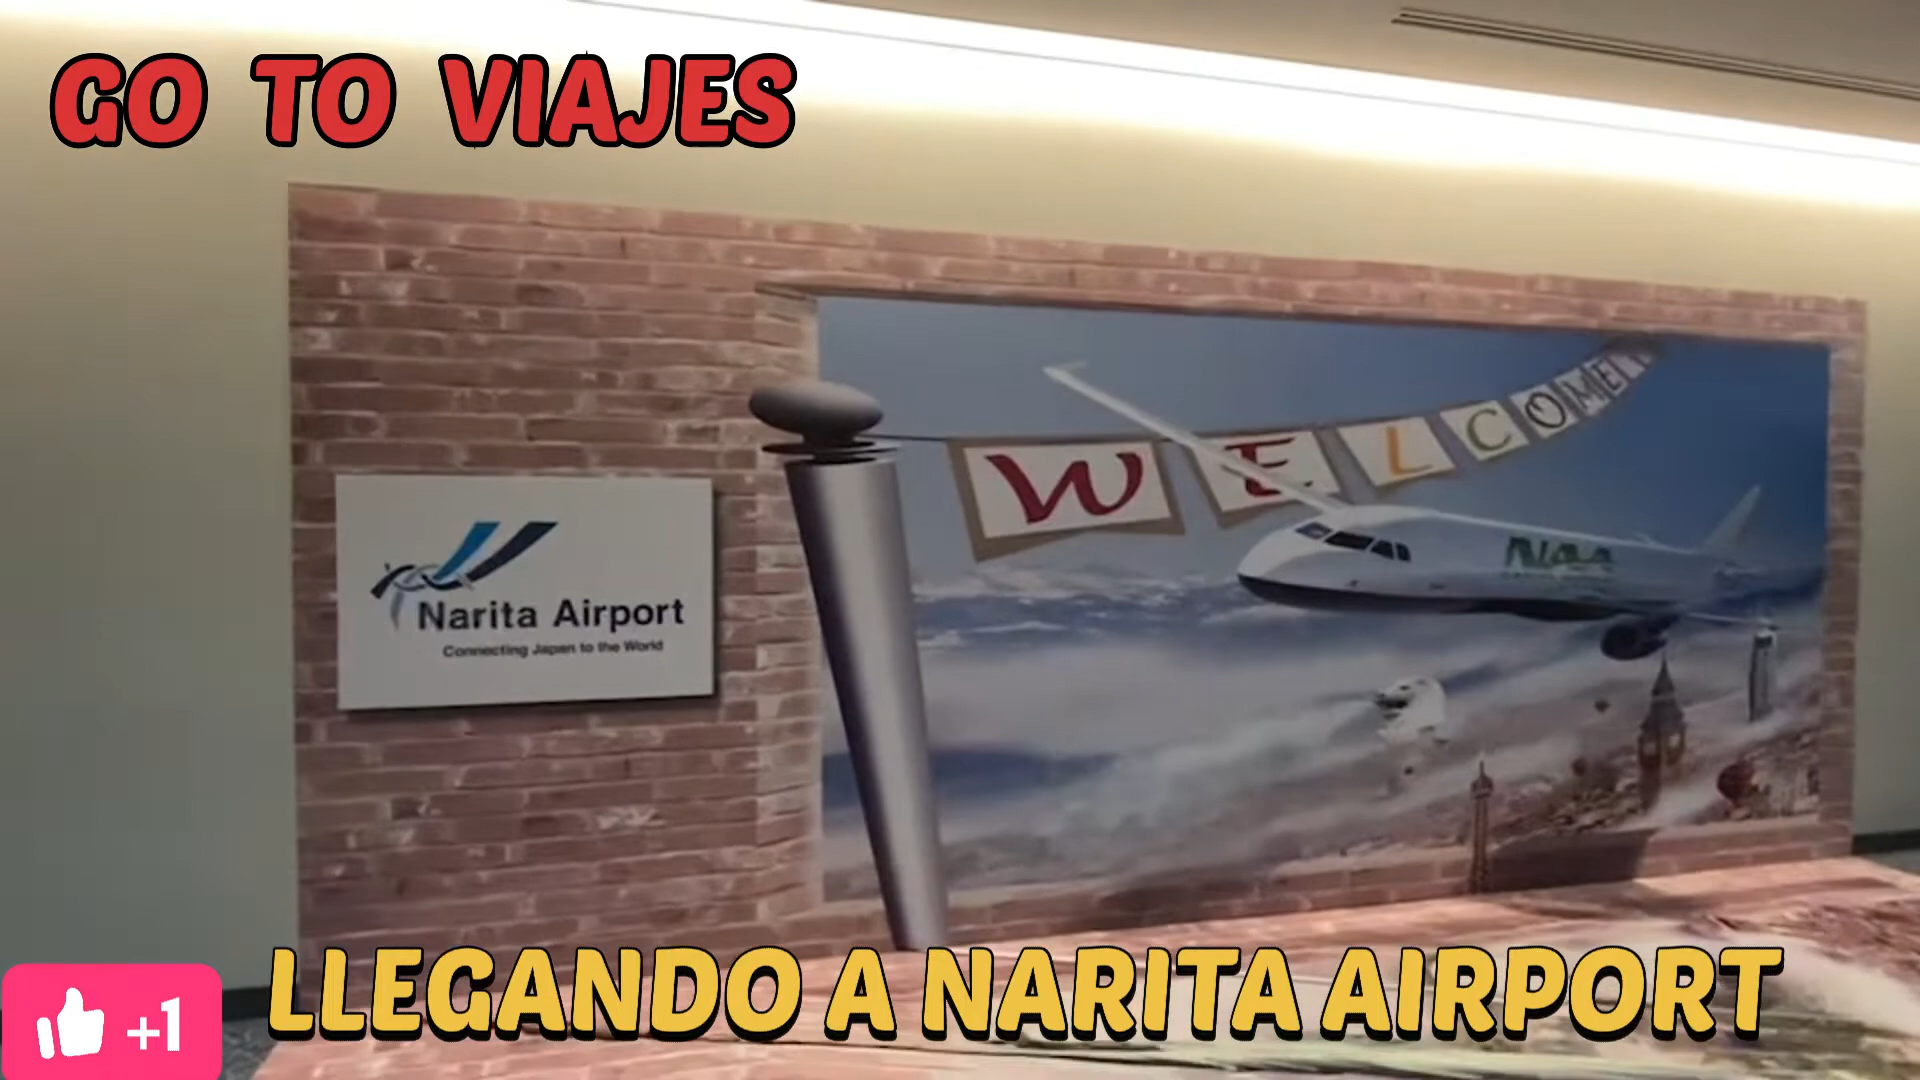 GO TO VIAJES
WELCOME
NAA
Narita Airport
Connecting Japan to the World
LLEGANDO A NARITA AIRPORT
+1